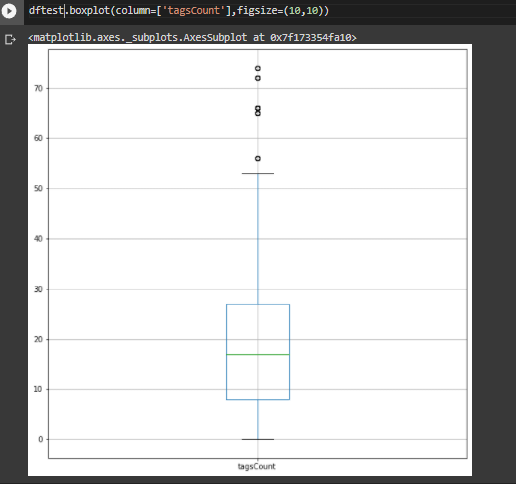 dftest.boxplot(column=['tagsCount'],figsize=(10,10))
<matplotlib.axes._subplots.AxesSubplot at 0x7f173354fa10>
70
60
50
40
30
20
10
0
tagsCount